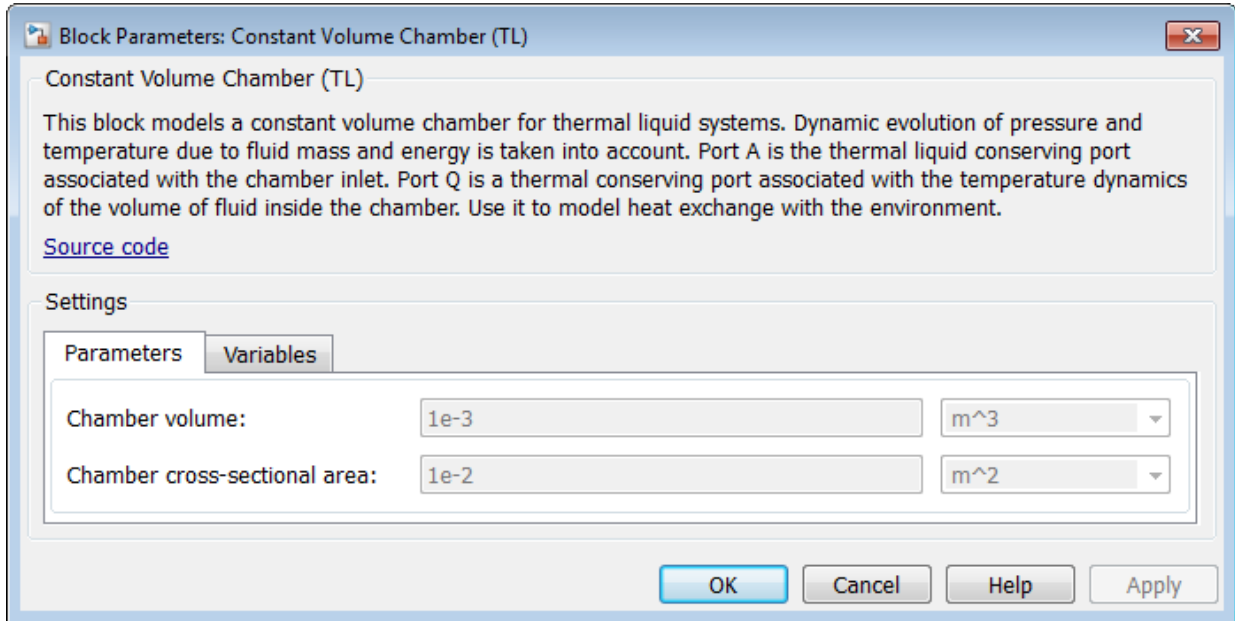 Block Parameters: Constant Volume Chamber (TL)
Constant Volume Chamber (TL)
This block models a constant volume chamber for thermal liquid systems. Dynamic evolution of pressure and
temperature due to fluid mass and energy is taken into account. Port A is the thermal liquid conserving port
associated with the chamber inlet. Port Q is a thermal conserving port associated with the temperature dynamics
of the volume of fluid inside the chamber. Use it to model heat exchange with the environment.
Source code
Settings
Parameters Variables
Chamber volume: 1e-3 m^3
Chamber cross-sectional area: 1e-2 m^2
OK Cancel Help Apply